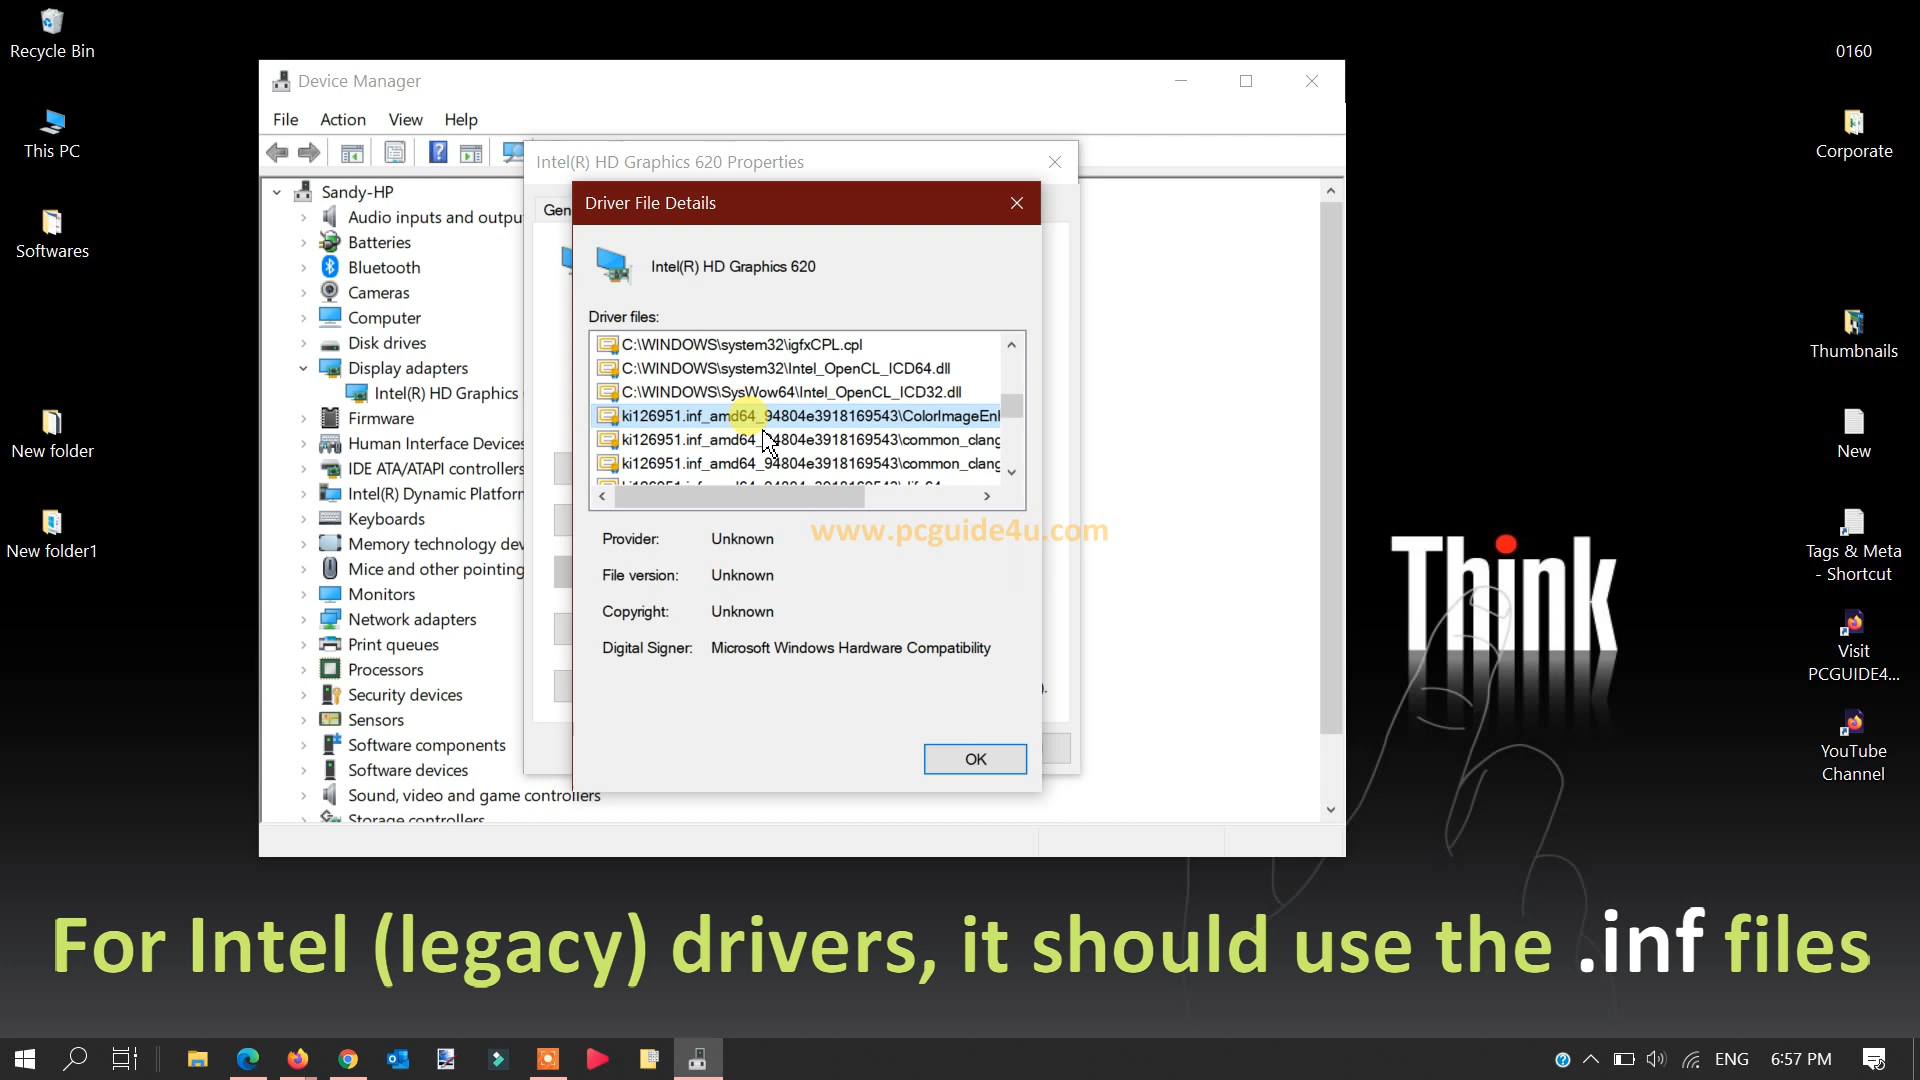 Recycle Bin
This PC
Softwares
New folder
New folder1
Device Manager
File Action View Help
Sandy-HP
Audio inputs and outpu
Batteries
Bluetooth
Cameras
Computer
Disk drives
Display adapters
Intel(R) HD Graphics
Firmware
Human Interface Devices
IDE ATA/ATAPI controllers
Intel(R) Dynamic Platforn
Keyboards
Memory technology dev
Mice and other pointing
Monitors
Network adapters
Print queues
Processors
Security devices
Sensors
Software components
Software devices
Sound, video and game controllers
Storage controllers
Intel(R) HD Graphics 620 Properties
Gen
Driver File Details
Intel(R) HD Graphics 620
Driver files:
C:\WINDOWS\system32\igfxCPL.cpl
C:\WINDOWS\system32\Intel_OpenCL_ICD64.dll
C:\WINDOWS\SysWow64\Intel_OpenCL_ICD32.dll
ki126951.inf_amd64_94804e3918169543\ColorImageEnl
ki126951.inf_amd64_94804e3918169543\common_clang
ki126951.inf_amd64_94804e3918169543\common_clang
www.pcguide4u.com
Provider: Unknown
File version: Unknown
Copyright: Unknown
Digital Signer: Microsoft Windows Hardware Compatibility
).
OK
0160
Corporate
Thumbnails
New
Tags & Meta
- Shortcut
Visit
PCGUIDE4...
YouTube
Channel
Think
For Intel (legacy) drivers, it should use the .inf files
ENG 6:57 PM